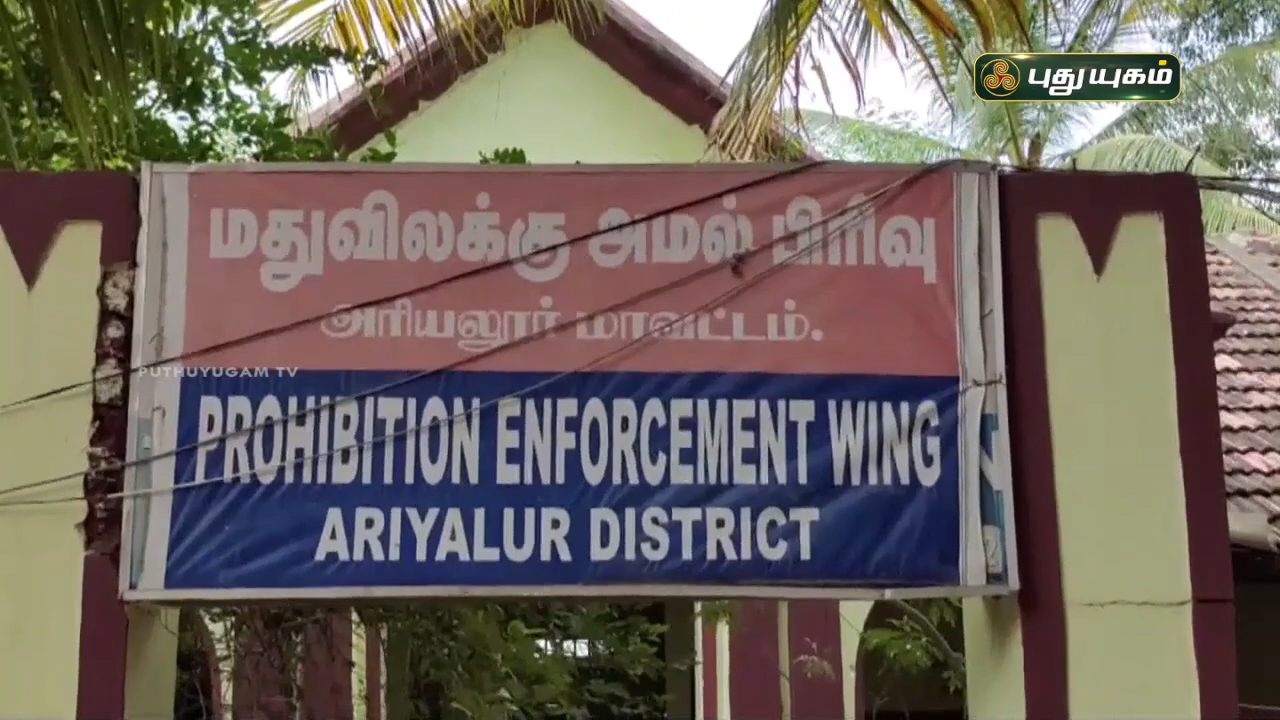 புதுயுகம்
மதுவிலக்கு அமல் பிரிவு
அரியலூர் மாவட்டம்.
PUTHUYUGAM TV
PROHIBITION ENFORCEMENT WING
ARIYALUR DISTRICT